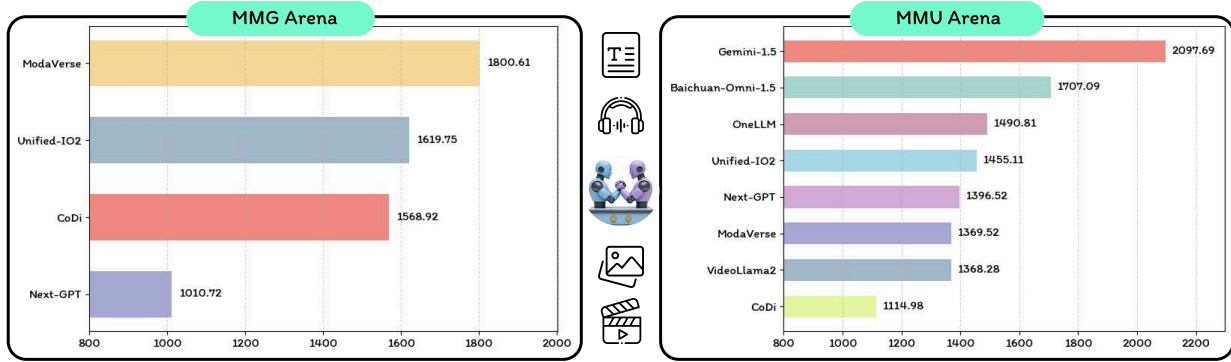 MMG Arena
ModaVerse
1800.61
Unified-IO2
1619.75
CoDi
1568.92
Next-GPT
1010.72
800 1000 1200 1400 1600 1800 2000
T
MMU Arena
Gemini-1.5
2097.69
Baichuan-Omni-1.5
1707.09
OneLLM
1490.81
Unified-IO2
1455.11
Next-GPT
1396.52
ModaVerse
1369.52
VideoLlama2
1368.28
CoDi
1114.98
800 1000 1200 1400 1600 1800 2000 2200